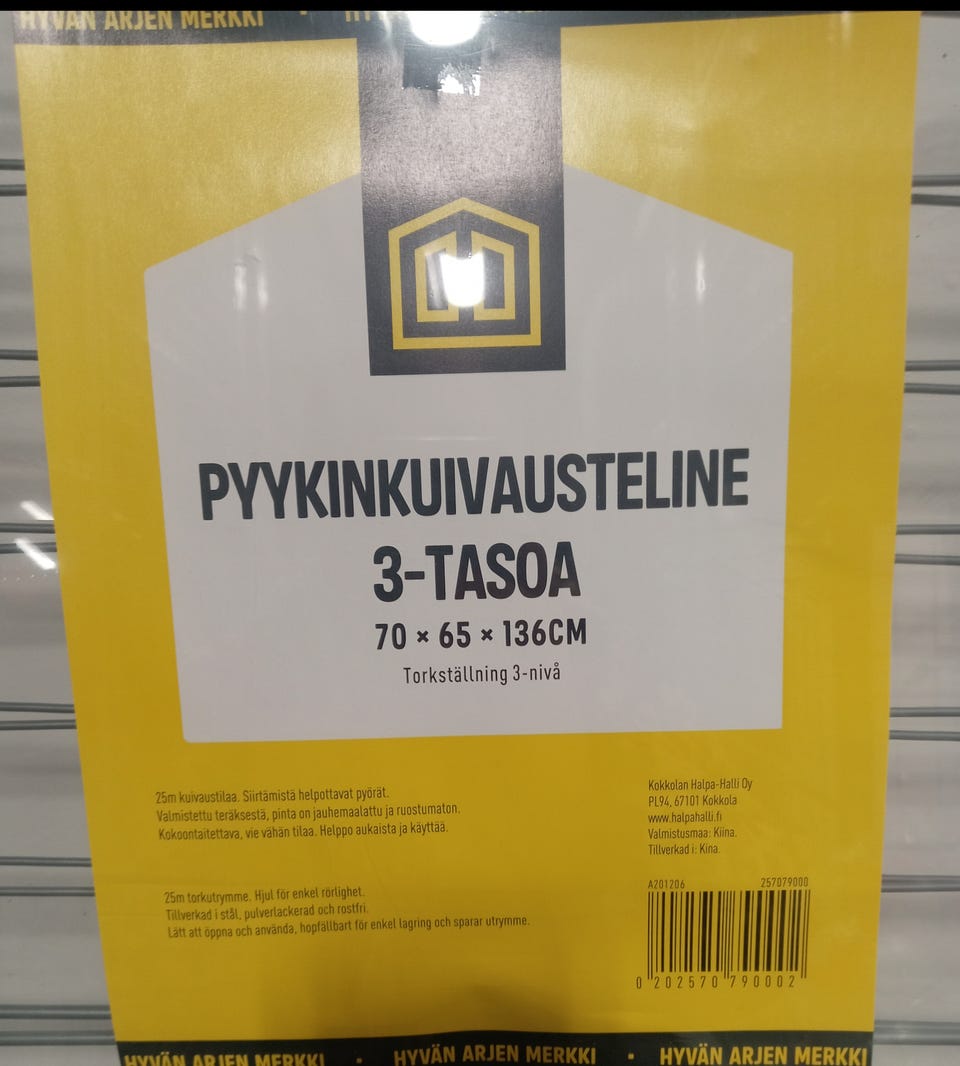 HYVÄN ARJEN MERKKI
PYYKINKUIVAUSTELINE
3-TASOA
70 × 65 × 136CM
Torkställning 3-nivå
25m kuivaustilaa. Siirtämistä helpottavat pyörät.
Valmistettu teräksestä, pinta on jauhemaalattu ja ruostumaton.
Kokoontaitettava, vie vähän tilaa. Helppo aukaista ja käyttää.
25m torkutrymme. Hjul för enkel rörlighet.
Tillverkad i stål, pulverlackerad och rostfri.
Lätt att öppna och använda, hopfällbart för enkel lagring och sparar utrymme.
Kokkolan Halpa-Halli Oy
PL94, 67101 Kokkola
www.halpahalli.fi
Valmistusmaa: Kiina.
Tillverkad i: Kina.
A201206 257079000
0 202570 790002
HYVÄN ARJEN MERKKI · HYVÄN ARJEN MERKKI · HYVÄN ARJEN MERKKI